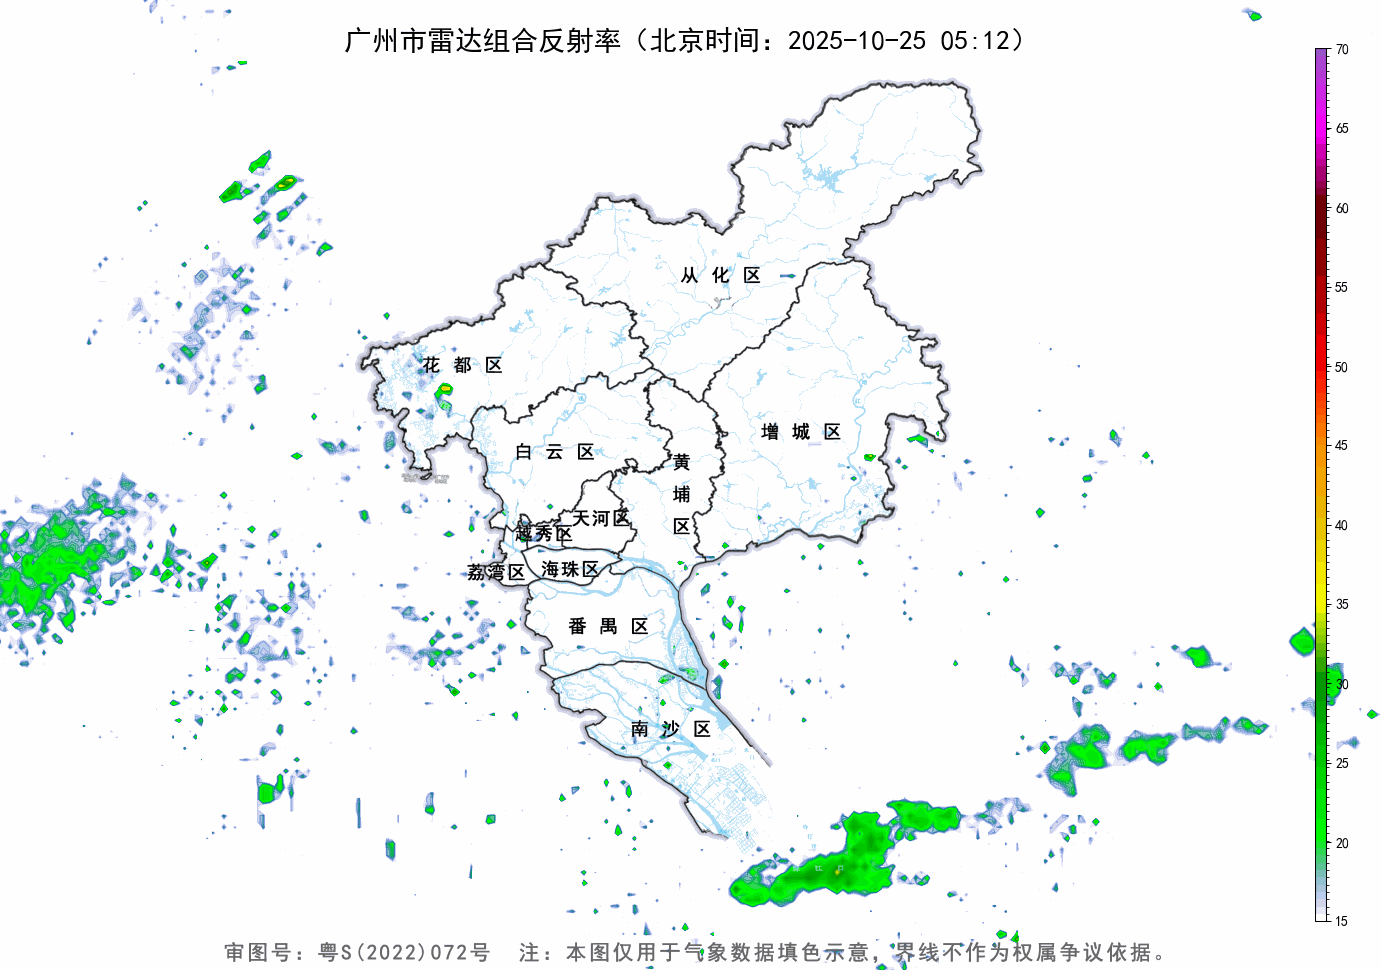 广州市雷达组合反射率（北京时间：2025-10-25 05:12）
70
65
60
55
50
45
40
35
30
25
20
15
从化区
花都区
增城区
白云区
黄埔区
天河区
越秀区
海珠区
荔湾区
番禺区
南沙区
审图号：粤S(2022)072号 注：本图仅用于气象数据填色示意，界线不作为权属争议依据。